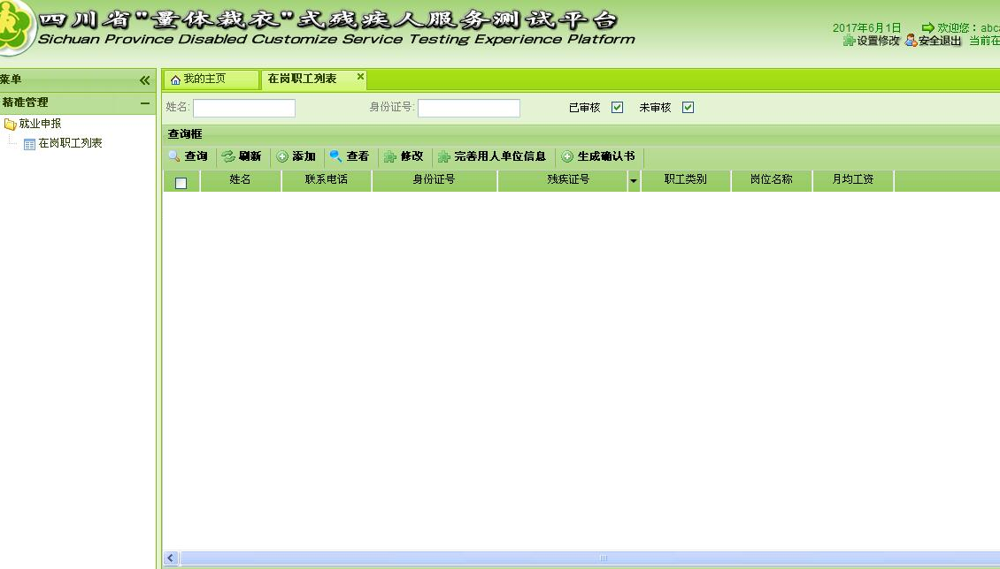 四川省"量体裁衣"式残疾人服务测试平台
Sichuan Province Disabled Customize Service Testing Experience Platform
2017年6月1日 欢迎您：abc
设置修改 安全退出 当前在
菜单
我的主页 在岗职工列表
精准管理
姓名: 身份证号: 已审核 未审核
就业申报
查询框
在岗职工列表
查询 刷新 添加 查看 修改 完善用人单位信息 生成确认书
姓名 联系电话 身份证号 残疾证号 职工类别 岗位名称 月均工资